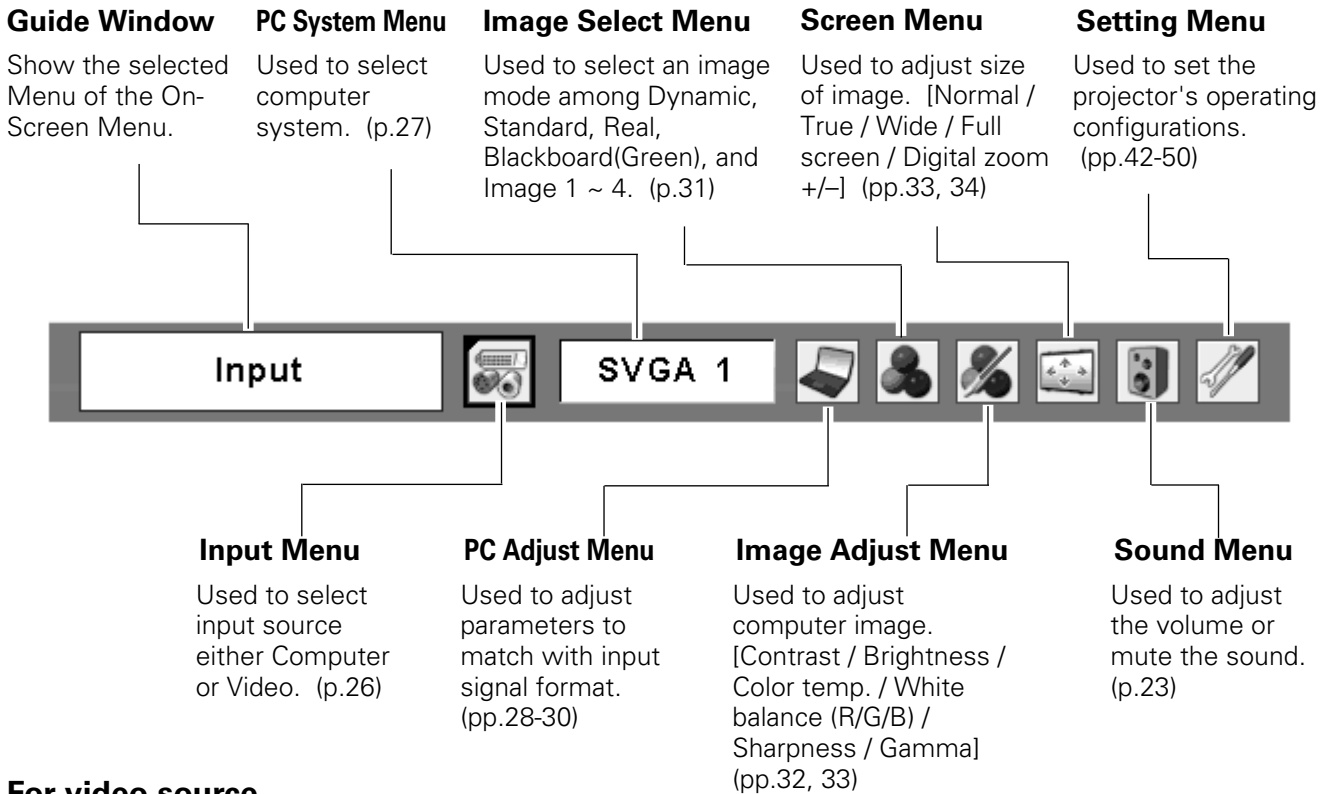 Guide Window
Show the selected
Menu of the On-
Screen Menu.
PC System Menu
Used to select
computer
system. (p.27)
Image Select Menu
Used to select an image
mode among Dynamic,
Standard, Real,
Blackboard(Green), and
Image 1 ~ 4. (p.31)
Screen Menu
Used to adjust size
of image. [Normal /
True / Wide / Full
screen / Digital zoom
+/–] (pp.33, 34)
Setting Menu
Used to set the
projector's operating
configurations.
(pp.42-50)
Input
SVGA 1
Input Menu
Used to select
input source
either Computer
or Video. (p.26)
PC Adjust Menu
Used to adjust
parameters to
match with input
signal format.
(pp.28-30)
Image Adjust Menu
Used to adjust
computer image.
[Contrast / Brightness /
Color temp. / White
balance (R/G/B) /
Sharpness / Gamma]
(pp.32, 33)
Sound Menu
Used to adjust
the volume or
mute the sound.
(p.23)
For video source